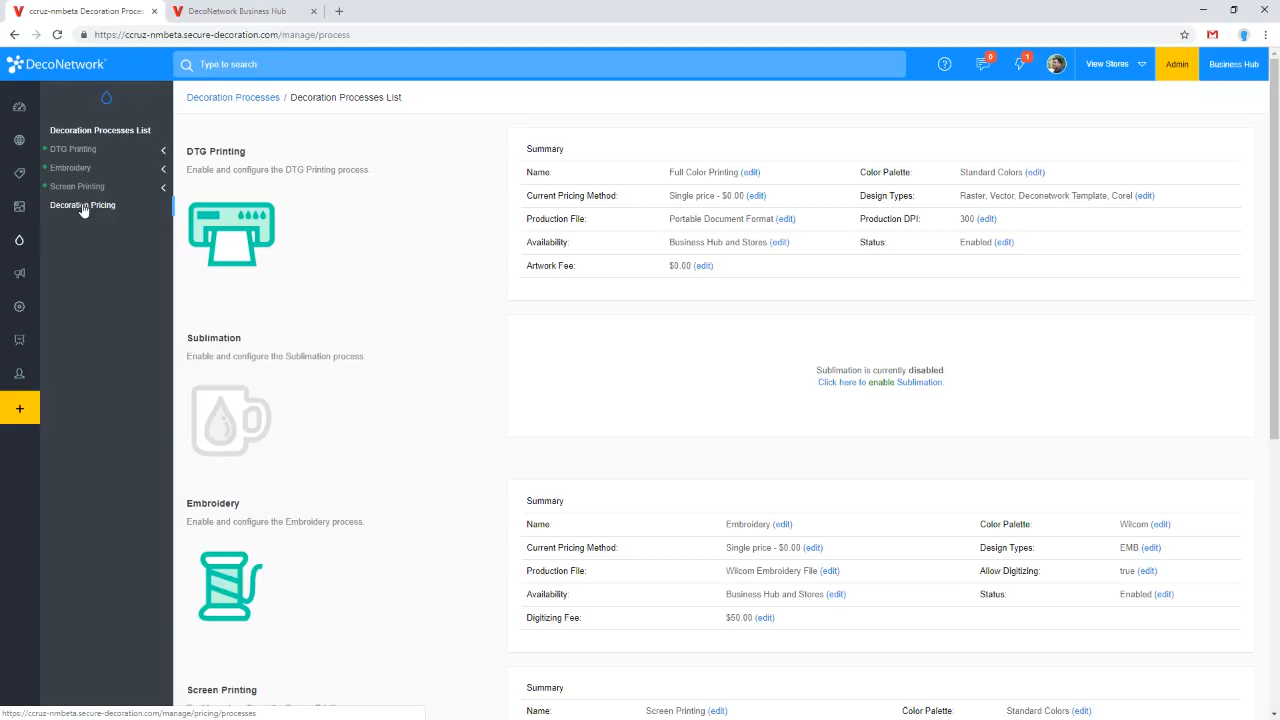 ccruz-nmbeta Decoration Proces
DecoNetwork Business Hub
https://ccruz-nmbeta.secure-decoration.com/manage/process
DecoNetwork
Type to search
0
1
View Stores
Admin
Business Hub
Decoration Processes / Decoration Processes List
Decoration Processes List
DTG Printing
Embroidery
Screen Printing
Decoration Pricing
DTG Printing
Enable and configure the DTG Printing process.
Summary
Name: Full Color Printing (edit) Color Palette: Standard Colors (edit)
Current Pricing Method: Single price - $0.00 (edit) Design Types: Raster, Vector, Deconetwork Template, Corel (edit)
Production File: Portable Document Format (edit) Production DPI: 300 (edit)
Availability: Business Hub and Stores (edit) Status: Enabled (edit)
Artwork Fee: $0.00 (edit)
Sublimation
Enable and configure the Sublimation process.
Sublimation is currently disabled.
Click here to enable Sublimation.
Embroidery
Enable and configure the Embroidery process.
Summary
Name: Embroidery (edit) Color Palette: Wilcom (edit)
Current Pricing Method: Single price - $0.00 (edit) Design Types: EMB (edit)
Production File: Wilcom Embroidery File (edit) Allow Digitizing: true (edit)
Availability: Business Hub and Stores (edit) Status: Enabled (edit)
Digitizing Fee: $50.00 (edit)
Screen Printing
Summary
Name: Screen Printing (edit) Color Palette: Standard Colors (edit)
https://ccruz-nmbeta.secure-decoration.com/manage/pricing/processes